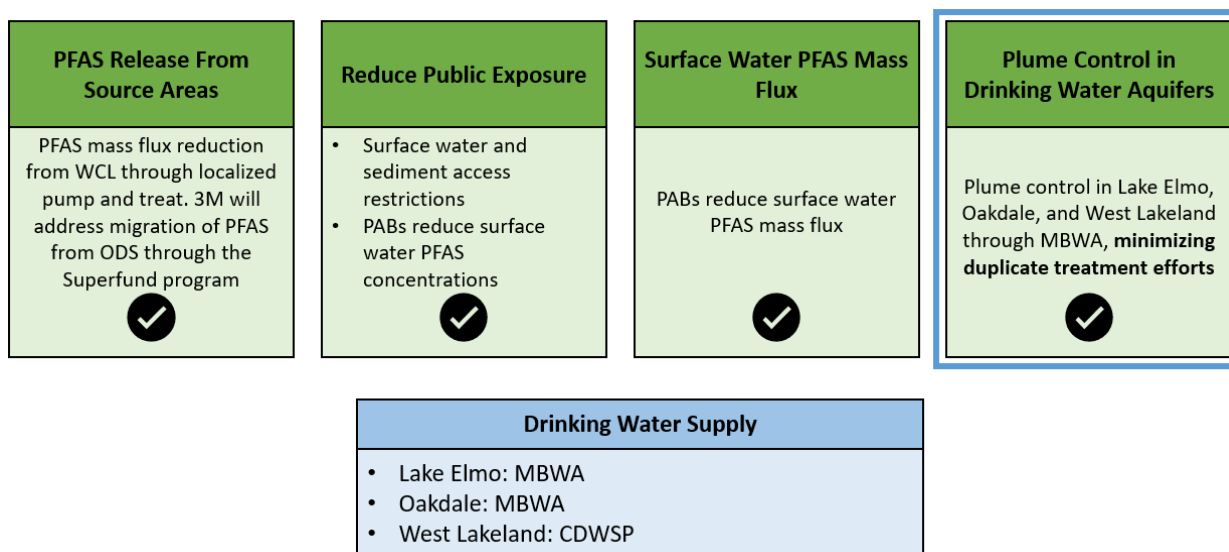 PFAS Release From
Source Areas
PFAS mass flux reduction
from WCL through localized
pump and treat. 3M will
address migration of PFAS
from ODS through the
Superfund program
Reduce Public Exposure
• Surface water and
sediment access
restrictions
• PABs reduce surface
water PFAS
concentrations
Surface Water PFAS Mass
Flux
PABs reduce surface water
PFAS mass flux
Plume Control in
Drinking Water Aquifers
Plume control in Lake Elmo,
Oakdale, and West Lakeland
through MBWA, minimizing
duplicate treatment efforts
Drinking Water Supply
• Lake Elmo: MBWA
• Oakdale: MBWA
• West Lakeland: CDWSP